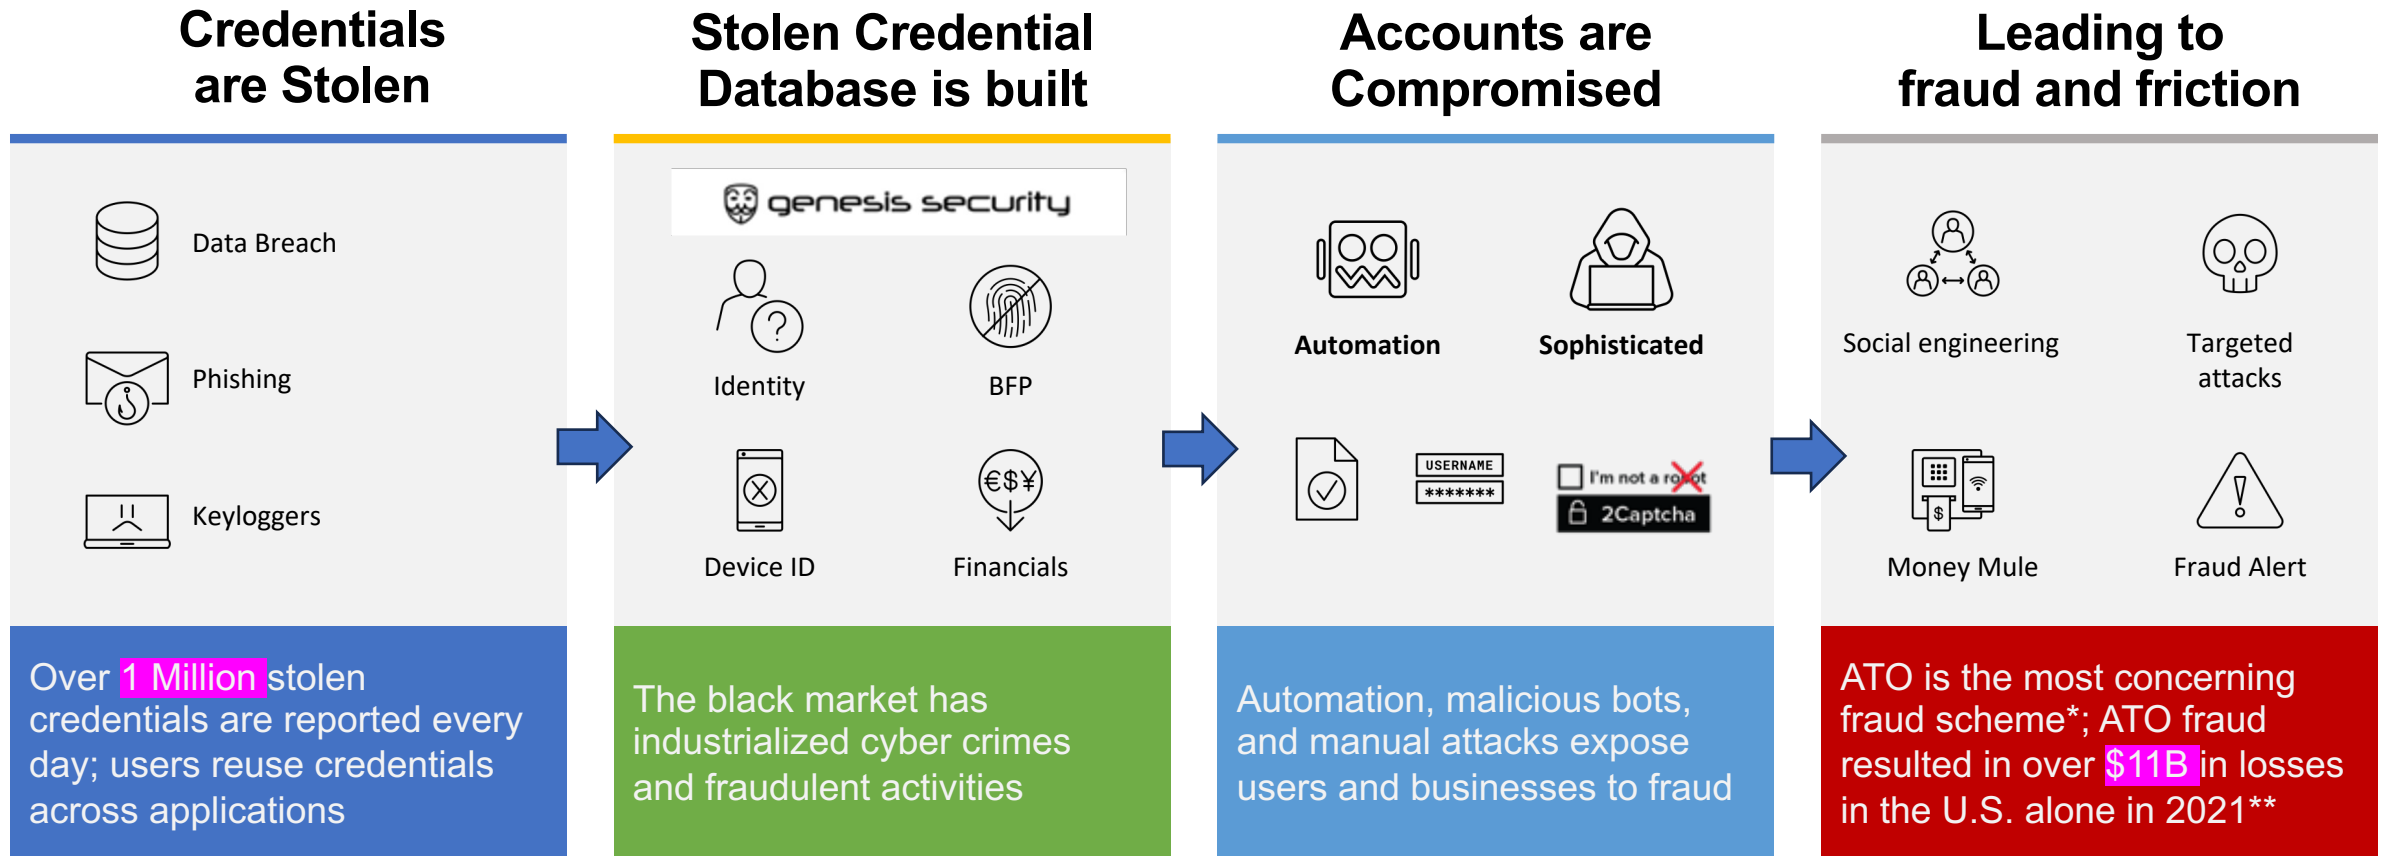 Credentials
are Stolen
Data Breach
Phishing
Keyloggers
Over 1 Million stolen
credentials are reported every
day; users reuse credentials
across applications
Stolen Credential
Database is built
genesis security
Identity
BFP
Device ID
€$¥
Financials
The black market has
industrialized cyber crimes
and fraudulent activities
Accounts are
Compromised
Automation
Sophisticated
USERNAME
*******
I'm not a robot
2Captcha
Automation, malicious bots,
and manual attacks expose
users and businesses to fraud
Leading to
fraud and friction
Social engineering
Targeted
attacks
$
Money Mule
Fraud Alert
ATO is the most concerning
fraud scheme*; ATO fraud
resulted in over $11B in losses
in the U.S. alone in 2021**